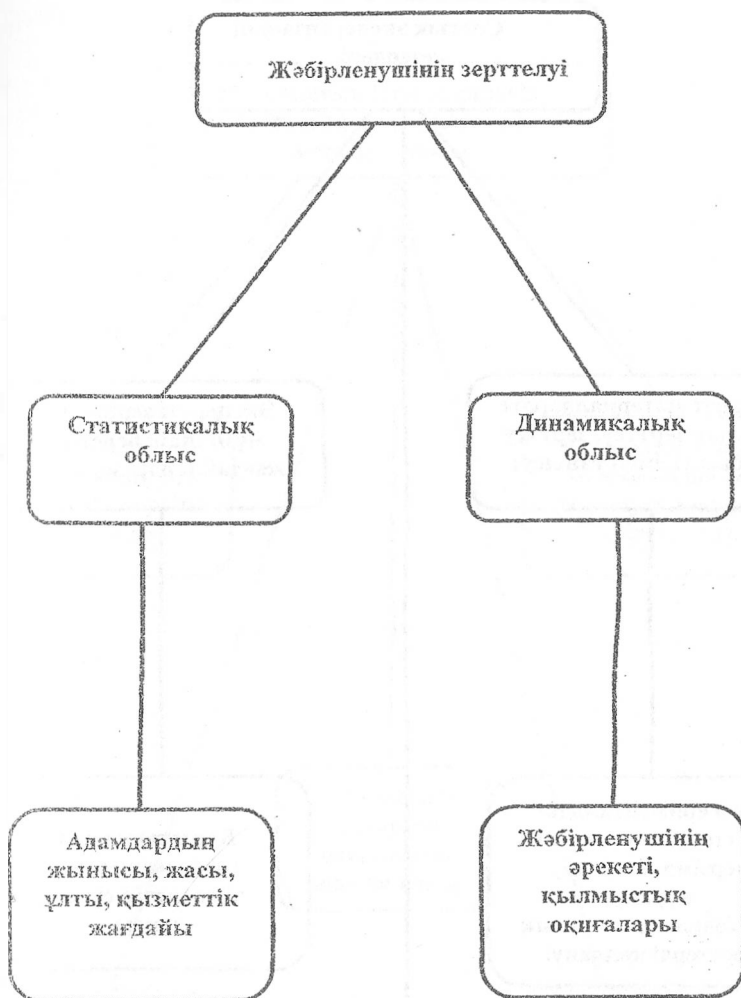 Жәбірленушінің зерттелуі
Статистикалық
облыс
Динамикалық
облыс
Адамдардың
жынысы, жасы,
ұлты, қызметтік
жағдайы
Жәбірленушінің
әрекеті,
қылмыстық
оқиғалары